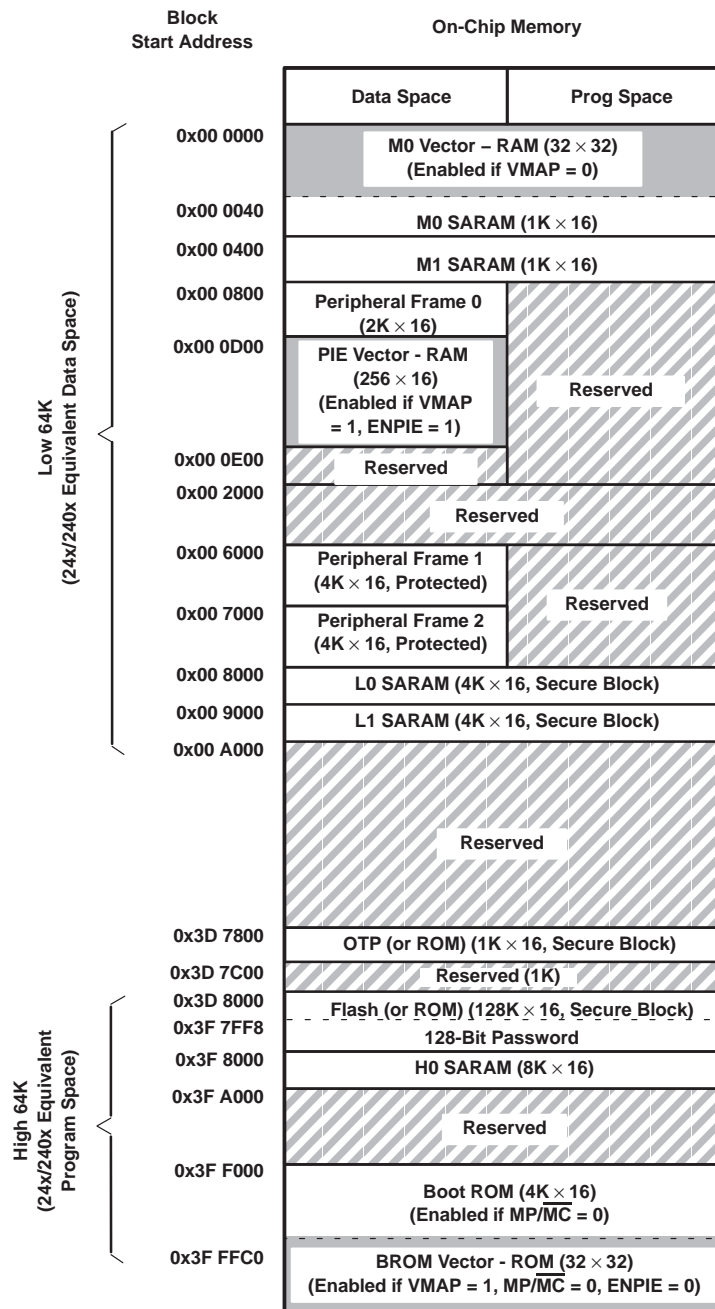 Block
Start Address
On-Chip Memory
Data Space
Prog Space
0x00 0000
M0 Vector – RAM (32 × 32)
(Enabled if VMAP = 0)
0x00 0040
M0 SARAM (1K × 16)
0x00 0400
M1 SARAM (1K × 16)
0x00 0800
Peripheral Frame 0
(2K × 16)
0x00 0D00
PIE Vector - RAM
(256 × 16)
(Enabled if VMAP
= 1, ENPIE = 1)
Reserved
0x00 0E00
Reserved
0x00 2000
Reserved
0x00 6000
Peripheral Frame 1
(4K × 16, Protected)
0x00 7000
Peripheral Frame 2
(4K × 16, Protected)
Reserved
0x00 8000
L0 SARAM (4K × 16, Secure Block)
0x00 9000
L1 SARAM (4K × 16, Secure Block)
0x00 A000
Low 64K
(24x/240x Equivalent Data Space)
Reserved
0x3D 7800
OTP (or ROM) (1K × 16, Secure Block)
0x3D 7C00
Reserved (1K)
0x3D 8000
Flash (or ROM) (128K × 16, Secure Block)
0x3F 7FF8
128-Bit Password
0x3F 8000
H0 SARAM (8K × 16)
0x3F A000
Reserved
High 64K
(24x/240x Equivalent
Program Space)
0x3F F000
Boot ROM (4K × 16)
(Enabled if MP/M̅C̅ = 0)
0x3F FFC0
BROM Vector - ROM (32 × 32)
(Enabled if VMAP = 1, MP/M̅C̅ = 0, ENPIE = 0)